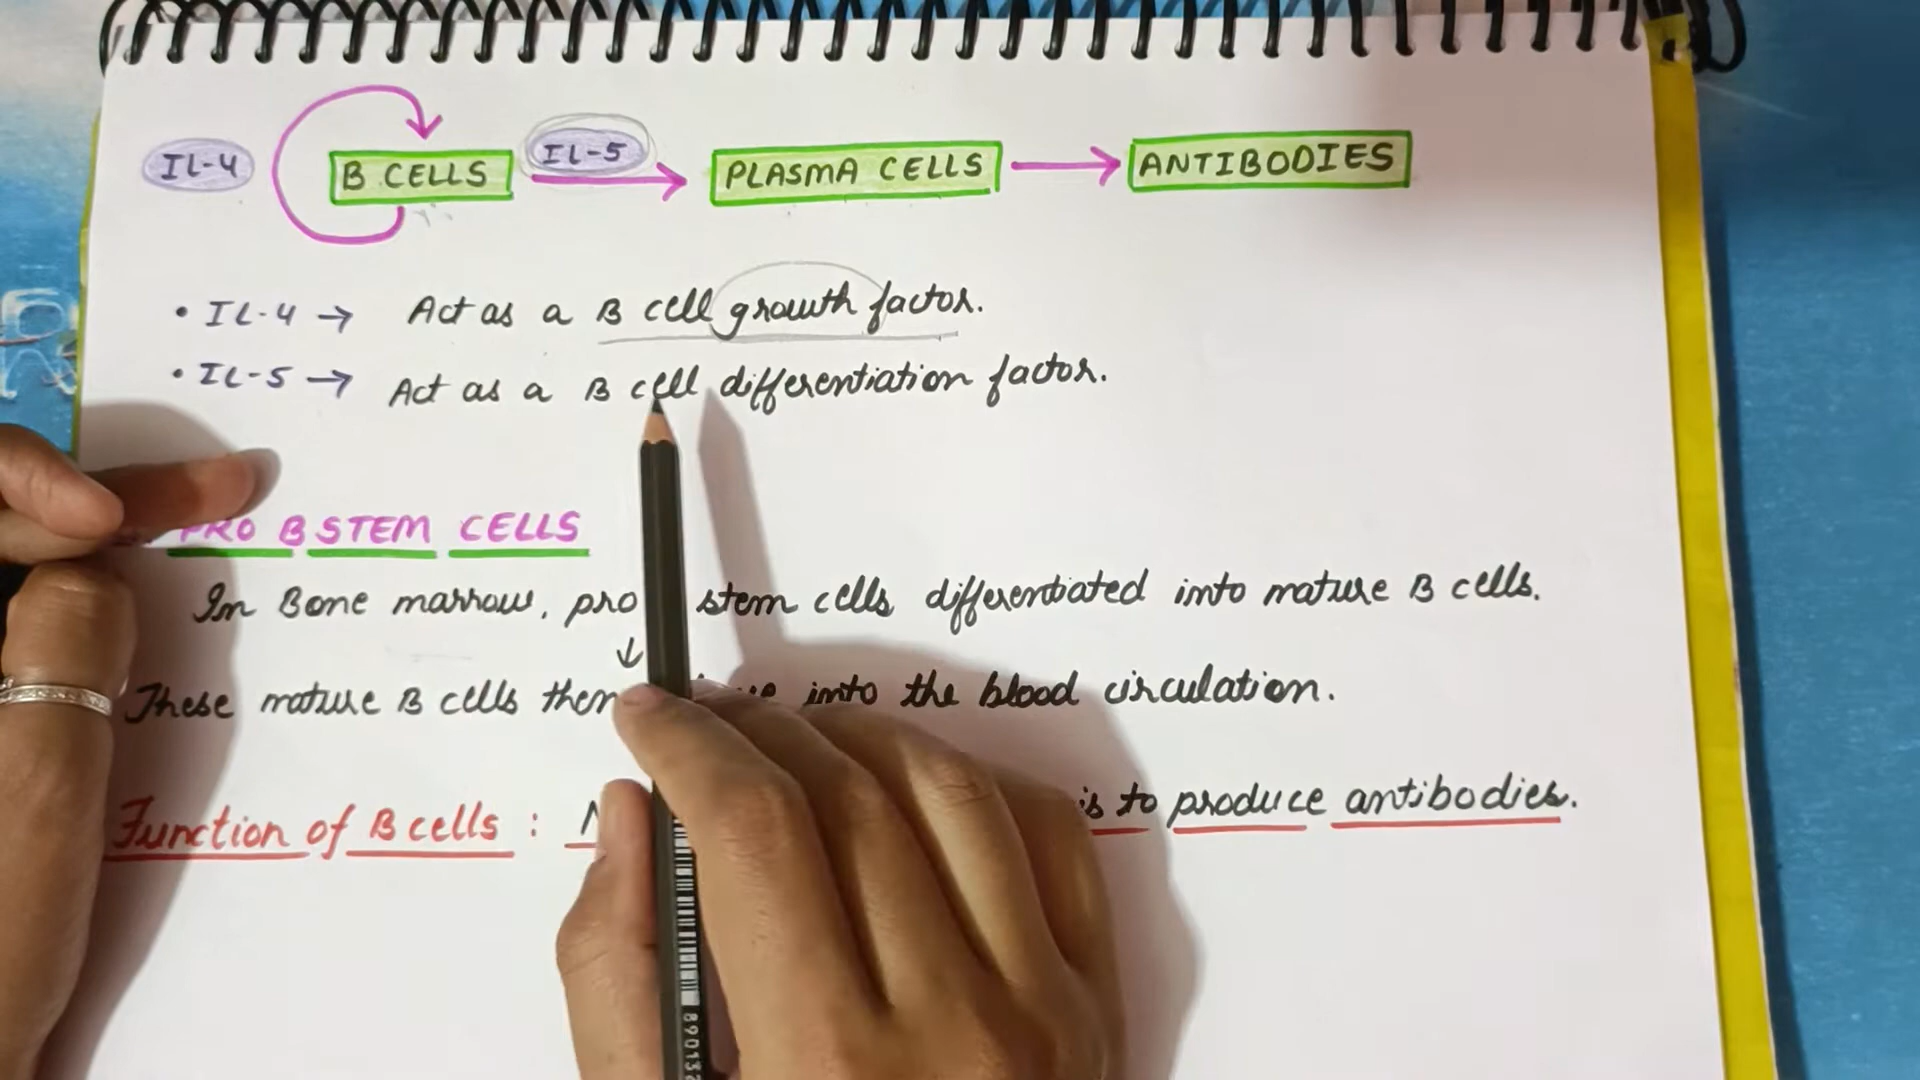 IL-4 B CELLS IL-5 PLASMA CELLS ANTIBODIES
• IL-4 → Act as a B cell growth factor.
• IL-5 → Act as a B cell differentiation factor.
PRO B STEM CELLS
In Bone marrow, pro stem cells differentiated into mature B cells.
↓
These mature B cells then into the blood circulation.
Function of B cells : is to produce antibodies.